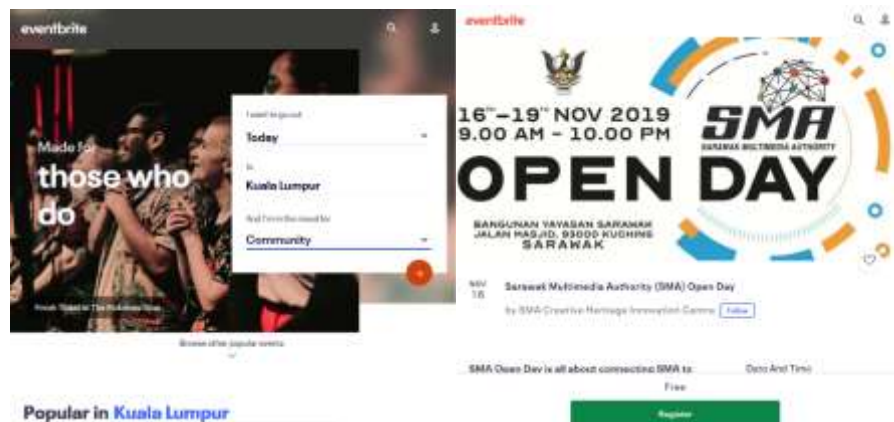 eventbrite
Made for
those who
do
I want to go out
Today
in
Kuala Lumpur
And I'm in the mood for
Community
Browse other popular events
Popular in Kuala Lumpur
eventbrite
16TH–19TH NOV 2019
9.00 AM – 10.00 PM
SMA
SARAWAK MULTIMEDIA AUTHORITY
OPEN DAY
BANGUNAN YAYASAN SARAWAK
JALAN MASJID, 93000 KUCHING
SARAWAK
NOV
16
Sarawak Multimedia Authority (SMA) Open Day
by SMA Creative Heritage Innovation Centre
Follow
SMA Open Day is all about connecting SMA to
Date And Time
Free
Register